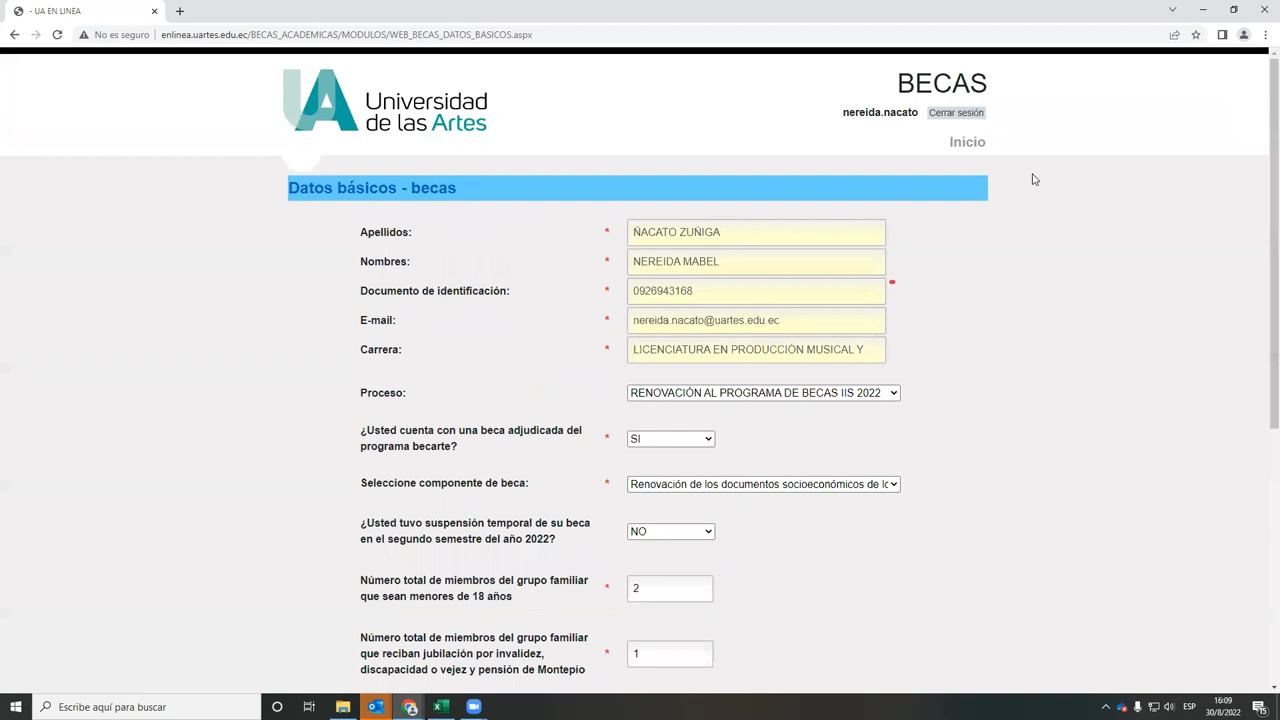 - UA EN LINEA
No es seguro enlinea.uartes.edu.ec/BECAS_ACADEMICAS/MODULOS/WEB_BECAS_DATOS_BASICOS.aspx
UA Universidad
de las Artes
BECAS
nereida.nacato Cerrar sesión
Inicio
Datos básicos - becas
Apellidos: * ÑACATO ZUÑIGA
Nombres: * NEREIDA MABEL
Documento de identificación: * 0926943168
E-mail: * nereida.nacato@uartes.edu.ec
Carrera: * LICENCIATURA EN PRODUCCIÓN MUSICAL Y
Proceso: RENOVACIÓN AL PROGRAMA DE BECAS IIS 2022
¿Usted cuenta con una beca adjudicada del
programa becarte? * SI
Seleccione componente de beca: * Renovación de los documentos socioeconómicos de lo
¿Usted tuvo suspensión temporal de su beca
en el segundo semestre del año 2022? NO
Número total de miembros del grupo familiar
que sean menores de 18 años * 2
Número total de miembros del grupo familiar
que reciban jubilación por invalidez, * 1
discapacidad o vejez y pensión de Montepio
Escribe aquí para buscar
ESP
16:09
30/8/2022
15